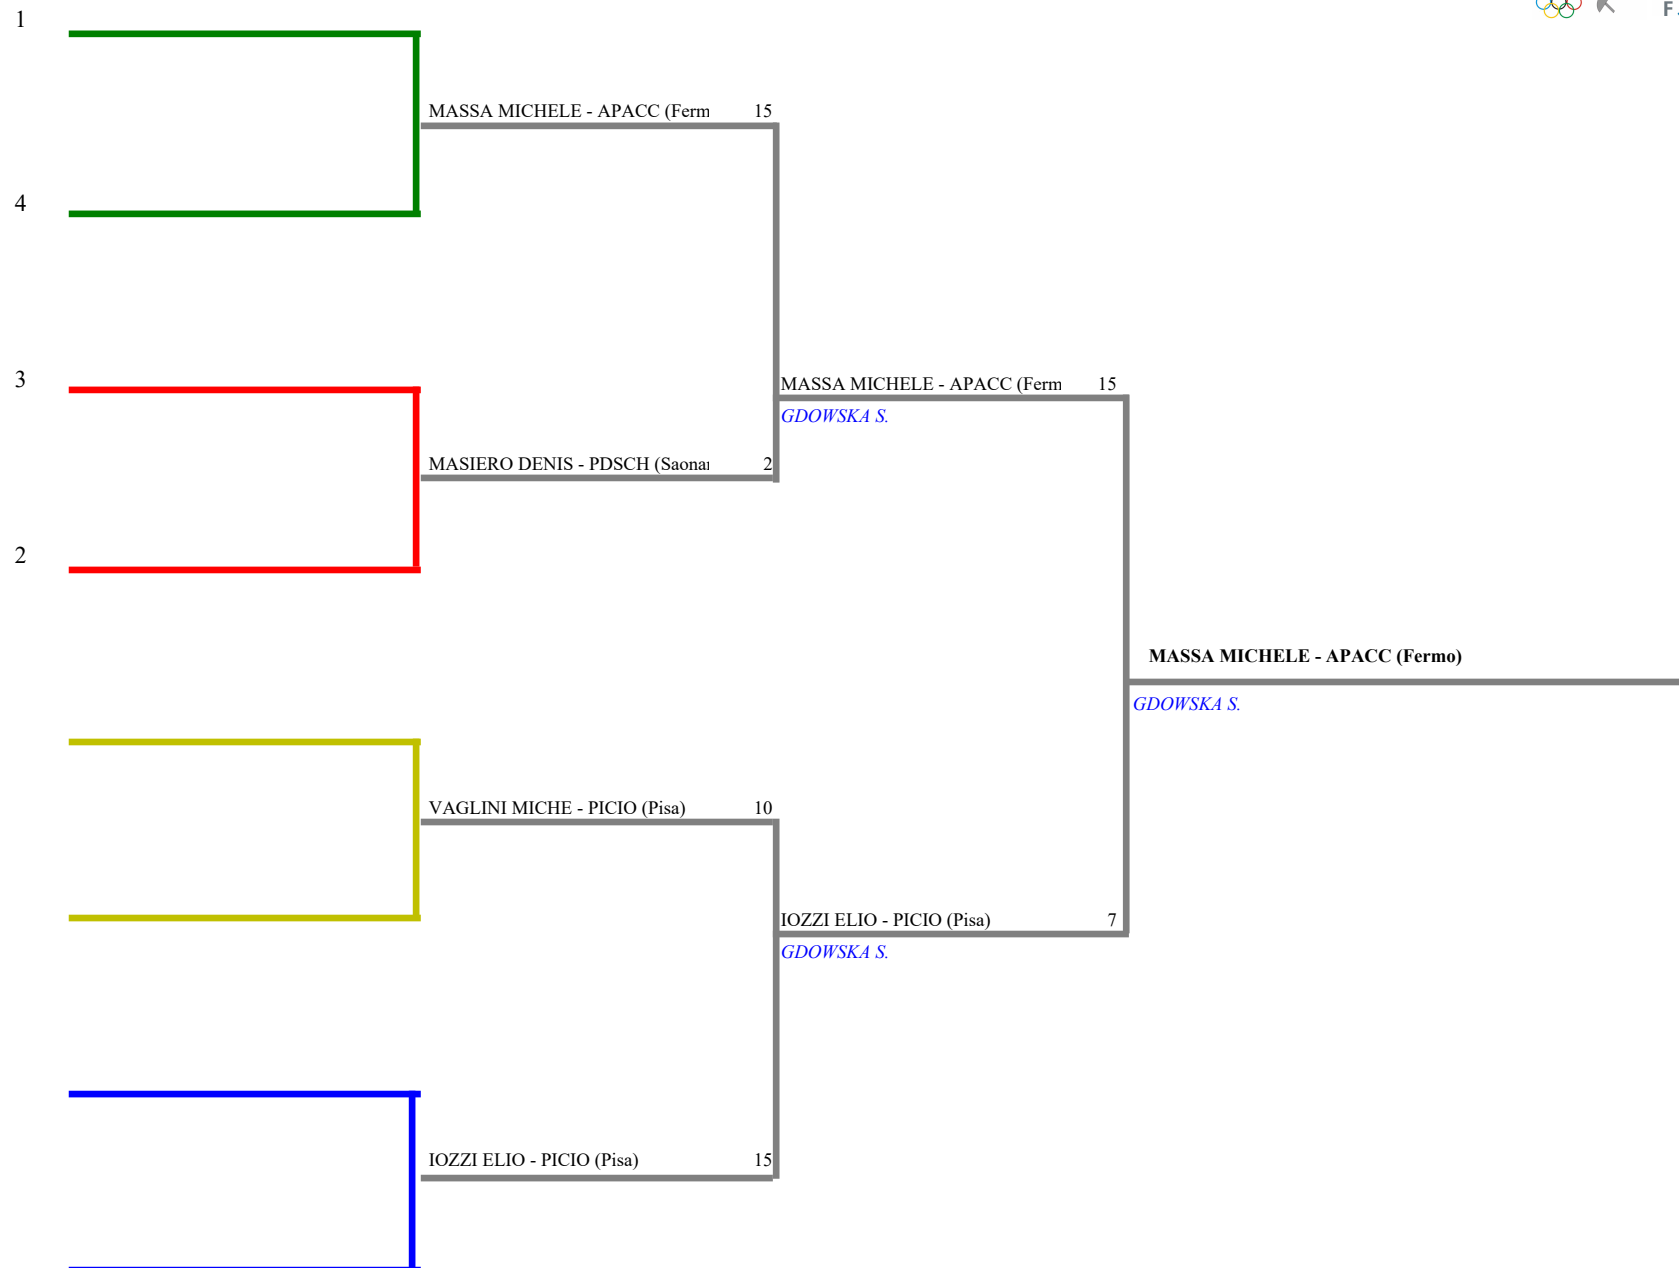 F
1
MASSA MICHELE - APACC (Ferm 15
4
3
MASSA MICHELE - APACC (Ferm 15
GDOWSKA S.
MASIERO DENIS - PDSCH (Saona 2
2
MASSA MICHELE - APACC (Fermo)
GDOWSKA S.
VAGLINI MICHE - PICIO (Pisa) 10
IOZZI ELIO - PICIO (Pisa) 7
GDOWSKA S.
IOZZI ELIO - PICIO (Pisa) 15